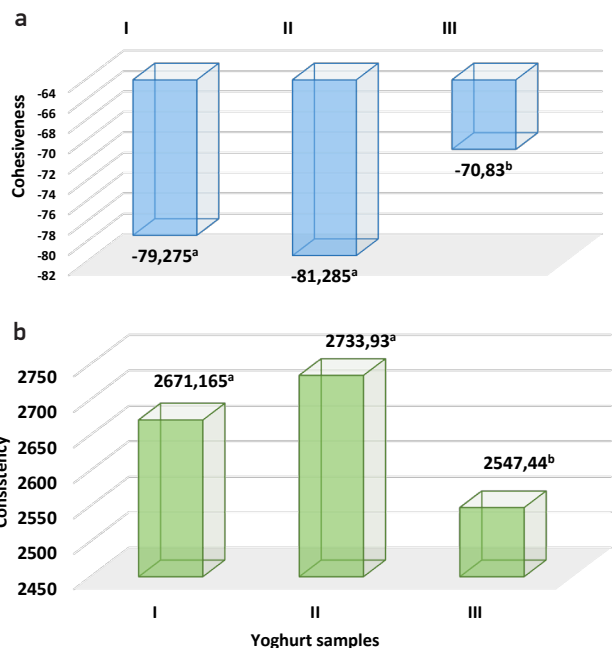 a
I II III
-64
-66
-68
-70
-72
-74
-76
-78
-80
-82
Cohesiveness
-79,275ᵃ
-81,285ᵃ
-70,83ᵇ
b
2750
2700
2650
2600
2550
2500
2450
Consistency
2671,165ᵃ
2733,93ᵃ
2547,44ᵇ
I II III
Yoghurt samples